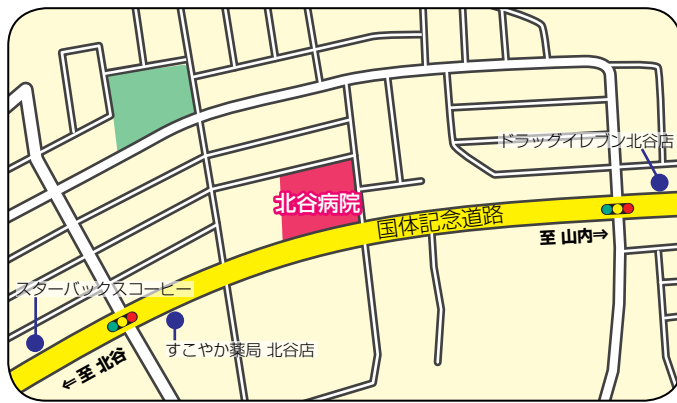 ドラッグイレブン北谷店
北谷病院
国体記念道路
至 山内⇒
スターバックスコーヒー
すこやか薬局 北谷店
⇐至 北谷